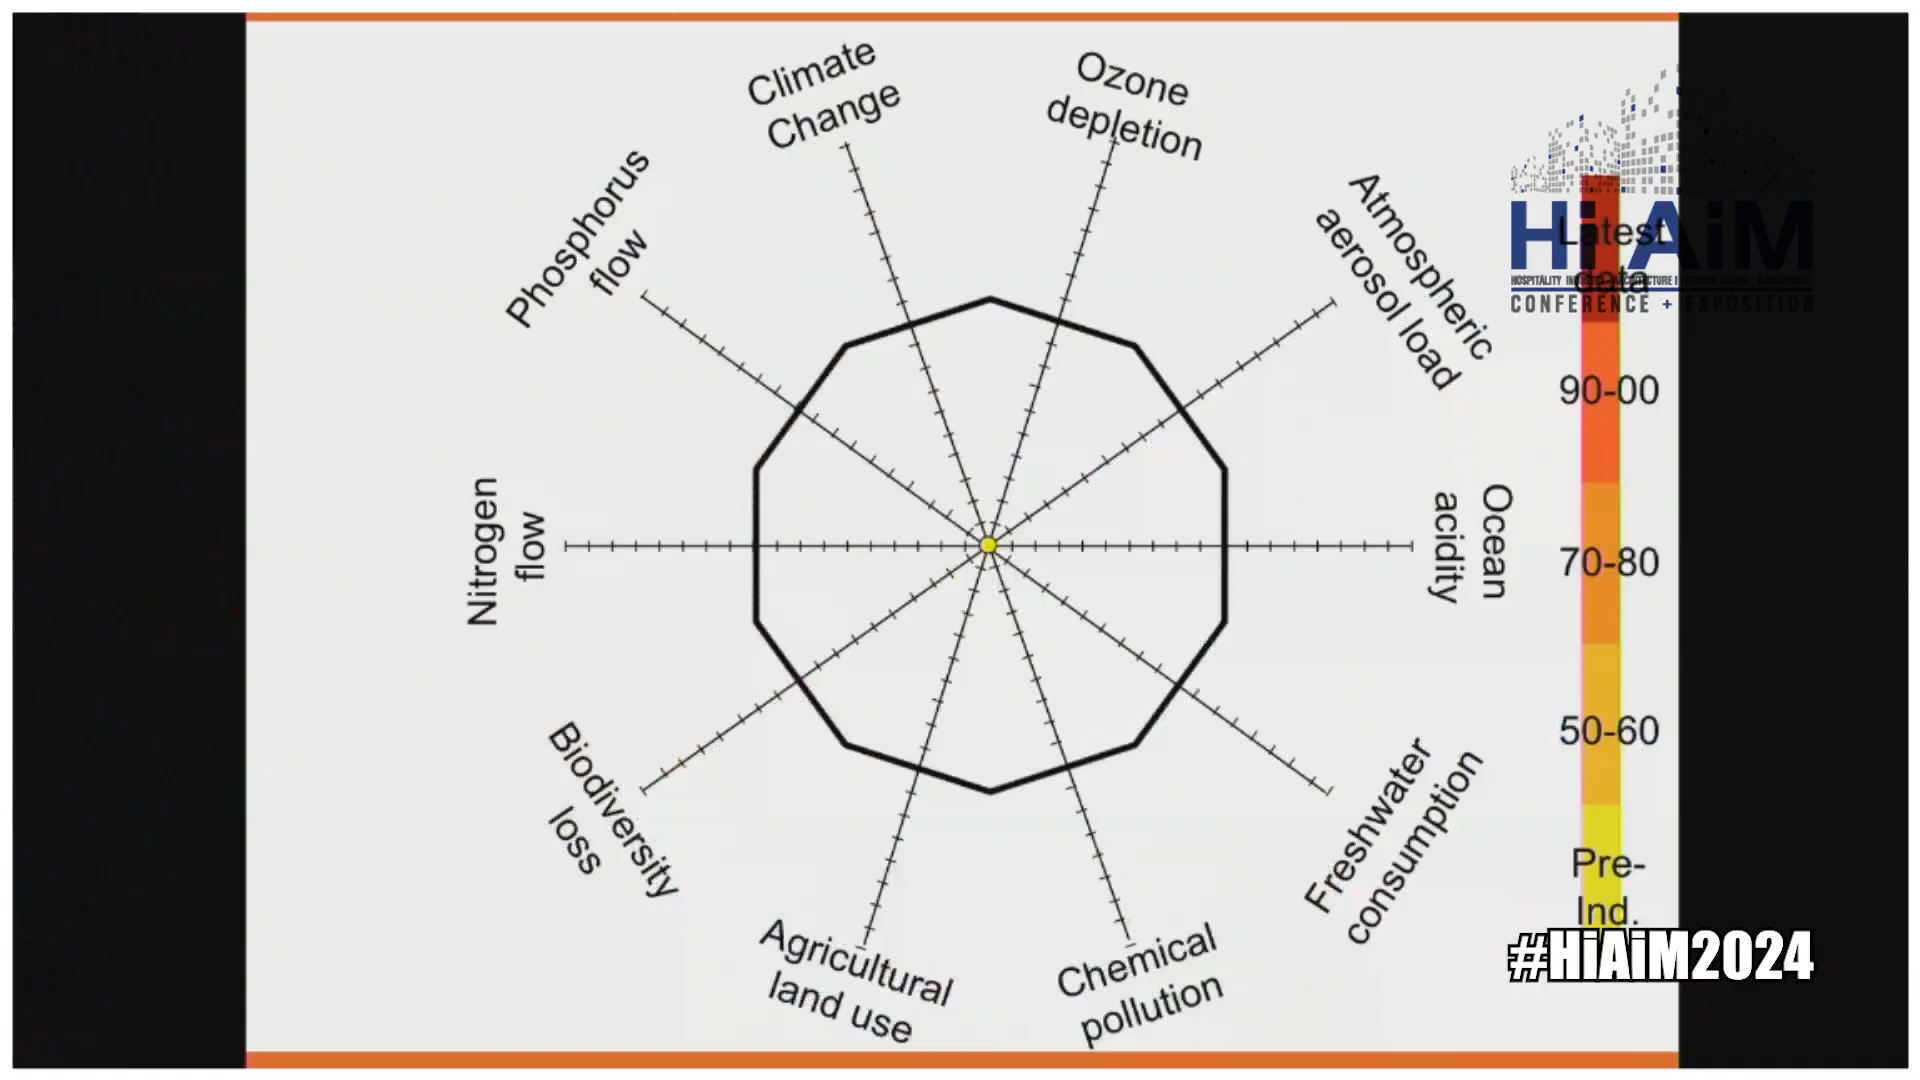 Climate
Change
Ozone
depletion
Atmospheric
aerosol load
Ocean
acidity
Freshwater
consumption
Chemical
pollution
Agricultural
land use
Biodiversity
loss
Nitrogen
flow
Phosphorus
flow
Latest
data
90-00
70-80
50-60
Pre-
Ind.
HiAiM
HOSPITALITY
CONFERENCE + EXPOSITION
#HiAiM2024